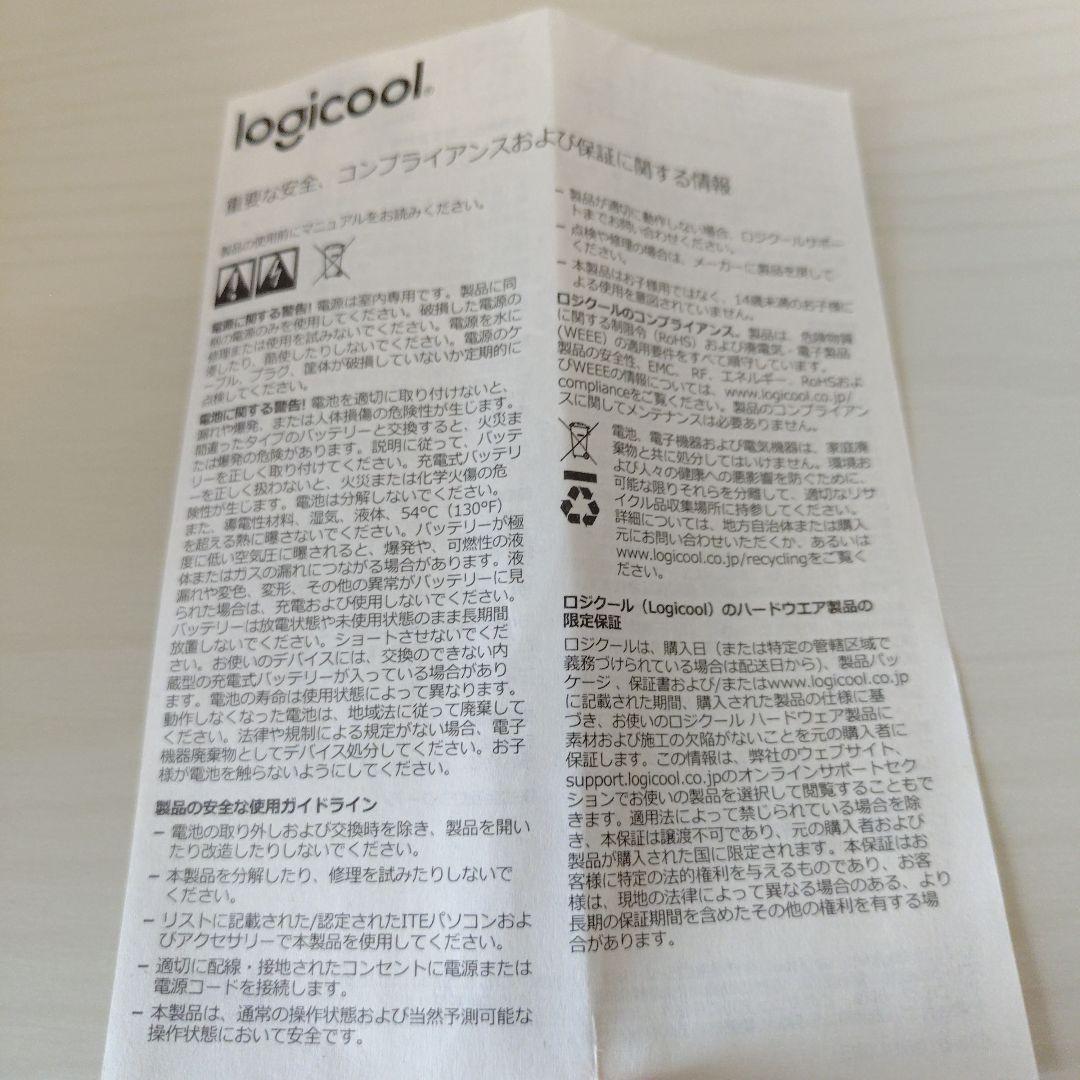 logicool
重要な安全、コンプライアンスおよび保証に関する情報
製品の使用前にマニュアルをお読みください。
電源に関する警告! 電源は室内専用です。製品に同
梱の電源のみを使用してください。破損した電源の
修理または使用を試みないでください。電源を水に
浸したり、酷使したりしないでください。電源のケ
ーブル、プラグ、筐体が破損していないか定期的に
点検してください。
電池に関する警告! 電池を適切に取り付けないと、
漏れや爆発、または人体損傷の危険性が生じます。
間違ったタイプのバッテリーと交換すると、火災ま
たは爆発の危険があります。説明に従って、バッテ
リーを正しく取り付けてください。充電式バッテリ
ーを正しく扱わないと、火災または化学火傷の危
険性が生じます。電池は分解しないでください。
また、導電性材料、湿気、液体、54°C (130°F)
を超える熱に曝さないでください。バッテリーが極
度に低い空気圧に曝されると、爆発や、可燃性の液
体またはガスの漏れにつながる場合があります。液
漏れや変色、変形、その他の異常がバッテリーに見
られた場合は、充電および使用しないでください。
バッテリーは放電状態や未使用状態のまま長期間
放置しないでください。ショートさせないでくだ
さい。お使いのデバイスには、交換のできない内
蔵型の充電式バッテリーが入っている場合があり
ます。電池の寿命は使用状態によって異なります。
動作しなくなった電池は、地域法に従って廃棄して
ください。法律や規制による規定がない場合、電子
機器廃棄物としてデバイス処分してください。お子
様が電池を触らないようにしてください。
製品の安全な使用ガイドライン
– 電池の取り外しおよび交換時を除き、製品を開い
たり改造したりしないでください。
– 本製品を分解したり、修理を試みたりしないで
ください。
– リストに記載された/認定されたITEパソコンおよ
びアクセサリーで本製品を使用してください。
– 適切に配線・接地されたコンセントに電源または
電源コードを接続します。
– 本製品は、通常の操作状態および当然予測可能な
操作状態において安全です。
– 製品が適切に動作しない場合、ロジクールサポー
トまでお問い合わせください。
– 点検や修理の場合は、メーカーに製品を戻して
ください。
– 本製品はお子様用ではなく、14歳未満のお子様に
よる使用を意図されていません。
ロジクールのコンプライアンス。製品は、危険物質
に関する制限令（RoHS）および廃電気・電子製品
(WEEE) の適用要件をすべて順守しています。
製品の安全性、EMC、RF、エネルギー、RoHSおよ
びWEEEの情報については、www.logicool.co.jp/
complianceをご覧ください。製品のコンプライアン
スに関してメンテナンスは必要ありません。
電池、電子機器および電気機器は、家庭廃
棄物と共に処分してはいけません。環境お
よび人々の健康への悪影響を防ぐために、
可能な限りそれらを分離して、適切なリサ
イクル品収集場所に持参してください。
詳細については、地方自治体または購入
元にお問い合わせいただくか、あるいは
www.logicool.co.jp/recyclingをご覧く
ださい。
ロジクール（Logicool）のハードウエア製品の
限定保証
ロジクールは、購入日（または特定の管轄区域で
義務づけられている場合は配送日から）、製品パッ
ケージ 、保証書および/またはwww.logicool.co.jp
に記載された期間、購入された製品の仕様に基
づき、お使いのロジクール ハードウェア製品に
素材および施工の欠陥がないことを元の購入者に
保証します。この情報は、弊社のウェブサイト、
support.logicool.co.jpのオンラインサポートセク
ションでお使いの製品を選択して閲覧することもで
きます。適用法によって禁じられている場合を除
き、本保証は譲渡不可であり、元の購入者および
製品が購入された国に限定されます。本保証はお
客様に特定の法的権利を与えるものであり、お客
様は、現地の法律によって異なる場合のある、より
長期の保証期間を含めたその他の権利を有する場
合があります。